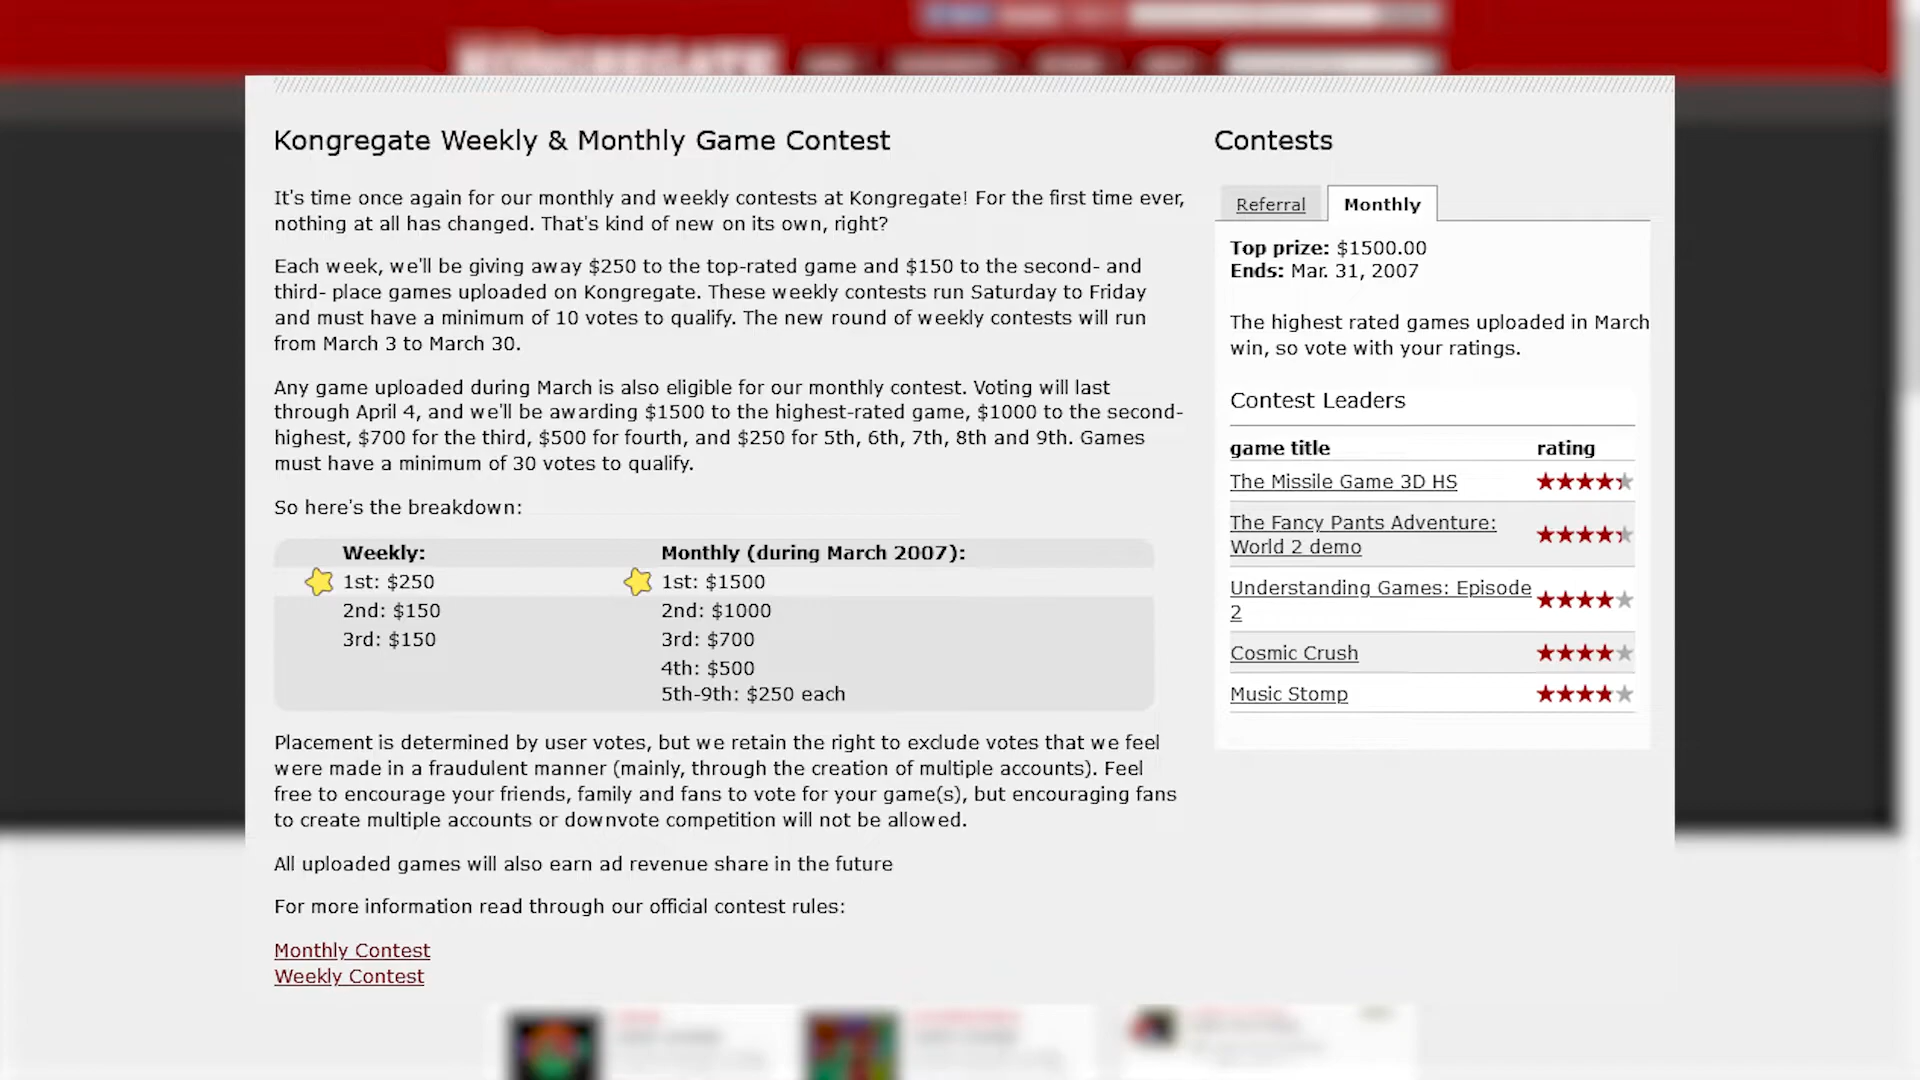 Kongregate Weekly & Monthly Game Contest
It's time once again for our monthly and weekly contests at Kongregate! For the first time ever,
nothing at all has changed. That's kind of new on its own, right?
Each week, we'll be giving away $250 to the top-rated game and $150 to the second- and
third- place games uploaded on Kongregate. These weekly contests run Saturday to Friday
and must have a minimum of 10 votes to qualify. The new round of weekly contests will run
from March 3 to March 30.
Any game uploaded during March is also eligible for our monthly contest. Voting will last
through April 4, and we'll be awarding $1500 to the highest-rated game, $1000 to the second-
highest, $700 for the third, $500 for fourth, and $250 for 5th, 6th, 7th, 8th and 9th. Games
must have a minimum of 30 votes to qualify.
So here's the breakdown:
Weekly:
1st: $250
2nd: $150
3rd: $150
Monthly (during March 2007):
1st: $1500
2nd: $1000
3rd: $700
4th: $500
5th-9th: $250 each
Placement is determined by user votes, but we retain the right to exclude votes that we feel
were made in a fraudulent manner (mainly, through the creation of multiple accounts). Feel
free to encourage your friends, family and fans to vote for your game(s), but encouraging fans
to create multiple accounts or downvote competition will not be allowed.
All uploaded games will also earn ad revenue share in the future
For more information read through our official contest rules:
Monthly Contest
Weekly Contest
Contests
Referral
Monthly
Top prize: $1500.00
Ends: Mar. 31, 2007
The highest rated games uploaded in March
win, so vote with your ratings.
Contest Leaders
game title rating
The Missile Game 3D HS
The Fancy Pants Adventure:
World 2 demo
Understanding Games: Episode
2
Cosmic Crush
Music Stomp
KONGREGATE